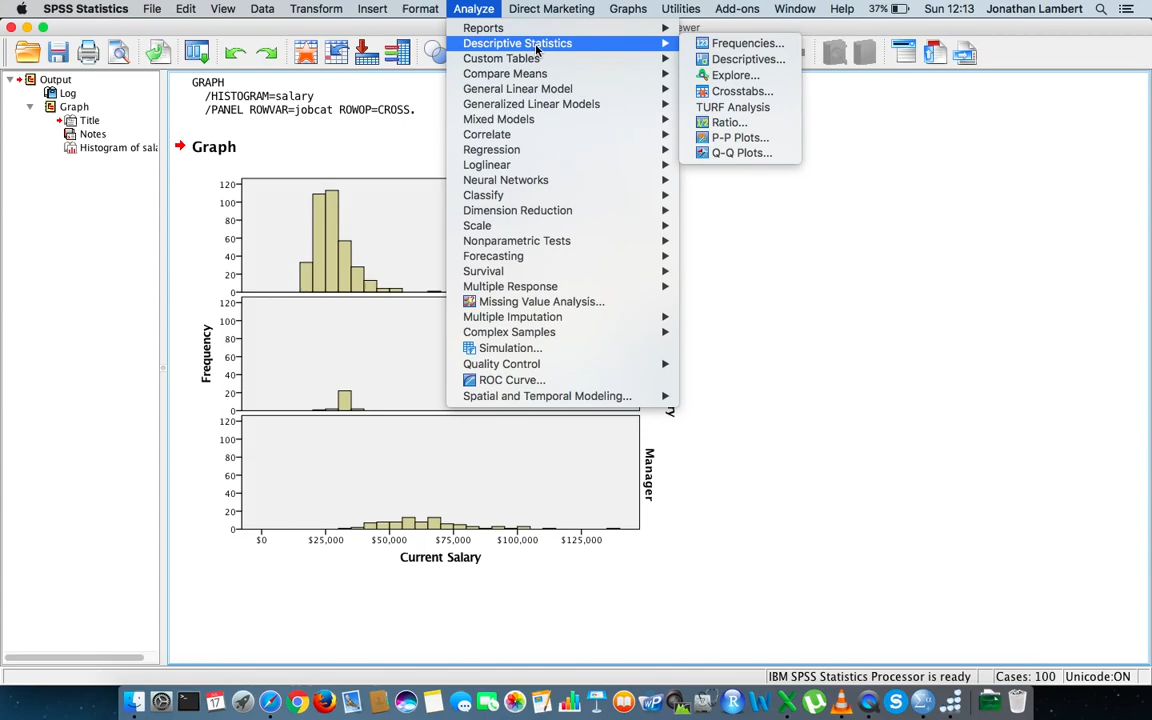 SPSS Statistics File Edit View Data Transform Insert Format Analyze Direct Marketing Graphs Utilities Add-ons Window Help 37% Sun 12:13 Jonathan Lambert
ewer
Output
Log
Graph
Title
Notes
Histogram of sala
GRAPH
/HISTOGRAM=salary
/PANEL ROWVAR=jobcat ROWOP=CROSS.
Graph
120
100
80
60
40
20
0
120
100
80
60
40
20
0
120
100
80
60
40
20
0
Frequency
Manager
$0 $25,000 $50,000 $75,000 $100,000 $125,000
Current Salary
Reports
Descriptive Statistics
Custom Tables
Compare Means
General Linear Model
Generalized Linear Models
Mixed Models
Correlate
Regression
Loglinear
Neural Networks
Classify
Dimension Reduction
Scale
Nonparametric Tests
Forecasting
Survival
Multiple Response
Missing Value Analysis...
Multiple Imputation
Complex Samples
Simulation...
Quality Control
ROC Curve...
Spatial and Temporal Modeling...
Frequencies...
Descriptives...
Explore...
Crosstabs...
TURF Analysis
Ratio...
P-P Plots...
Q-Q Plots...
IBM SPSS Statistics Processor is ready Cases: 100 Unicode:ON